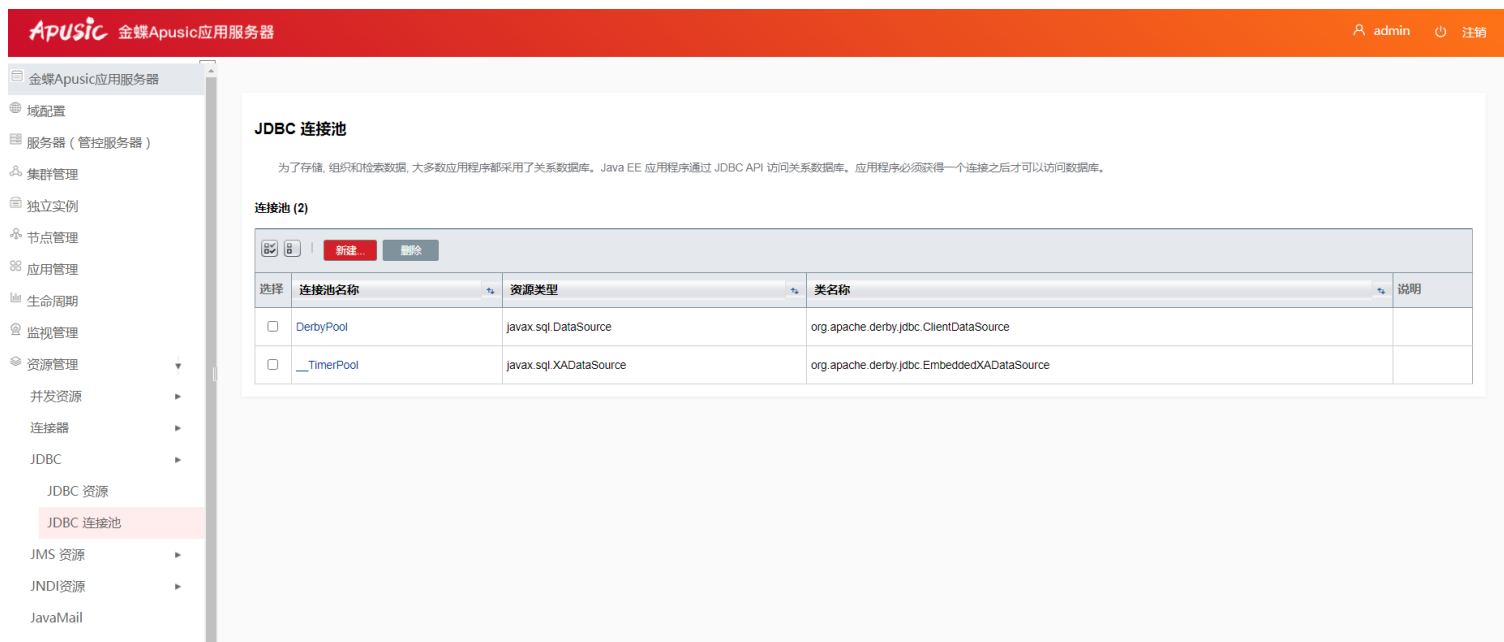 Apusic 金蝶Apusic应用服务器
admin 注销
金蝶Apusic应用服务器
域配置
服务器（管控服务器）
集群管理
独立实例
节点管理
应用管理
生命周期
监视管理
资源管理
并发资源
连接器
JDBC
JDBC 资源
JDBC 连接池
JMS 资源
JNDI资源
JavaMail
JDBC 连接池
为了存储, 组织和检索数据, 大多数应用程序都采用了关系数据库。Java EE 应用程序通过 JDBC API 访问关系数据库。应用程序必须获得一个连接之后才可以访问数据库。
连接池 (2)
新建... 删除
选择 连接池名称 资源类型 类名称 说明
DerbyPool javax.sql.DataSource org.apache.derby.jdbc.ClientDataSource
__TimerPool javax.sql.XADataSource org.apache.derby.jdbc.EmbeddedXADataSource